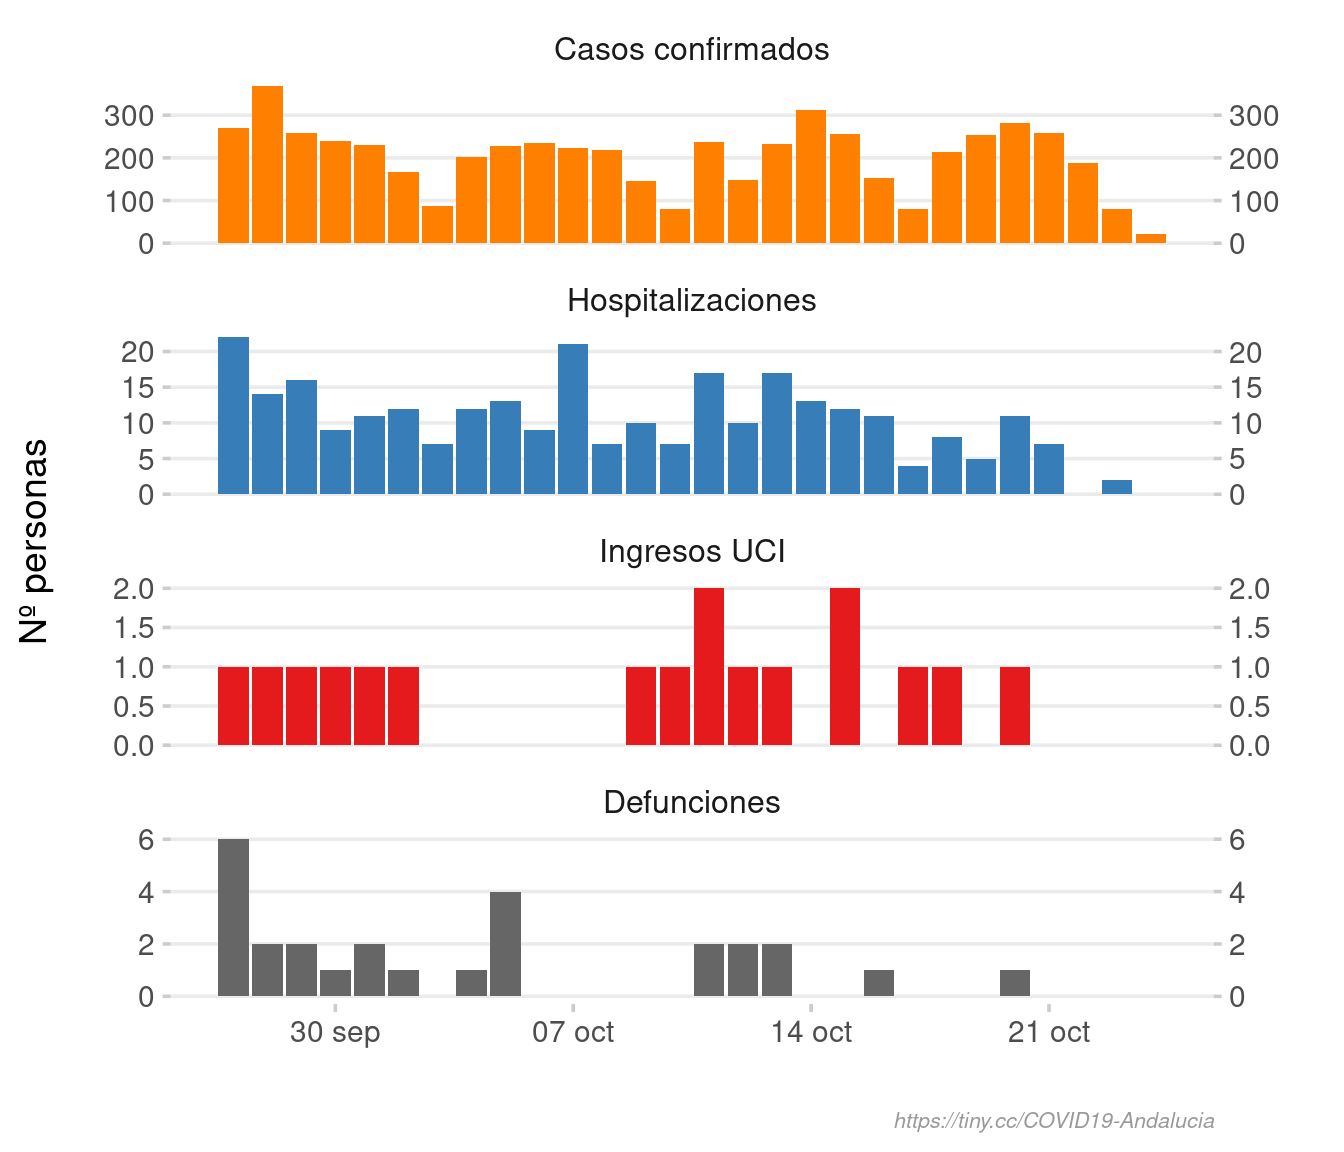 Casos confirmados
300 300
200 200
100 100
0 0
Hospitalizaciones
20 20
15 15
10 10
5 5
0 0
Nº personas
Ingresos UCI
2.0 2.0
1.5 1.5
1.0 1.0
0.5 0.5
0.0 0.0
Defunciones
6 6
4 4
2 2
0 0
30 sep 07 oct 14 oct 21 oct
https://tiny.cc/COVID19-Andalucia